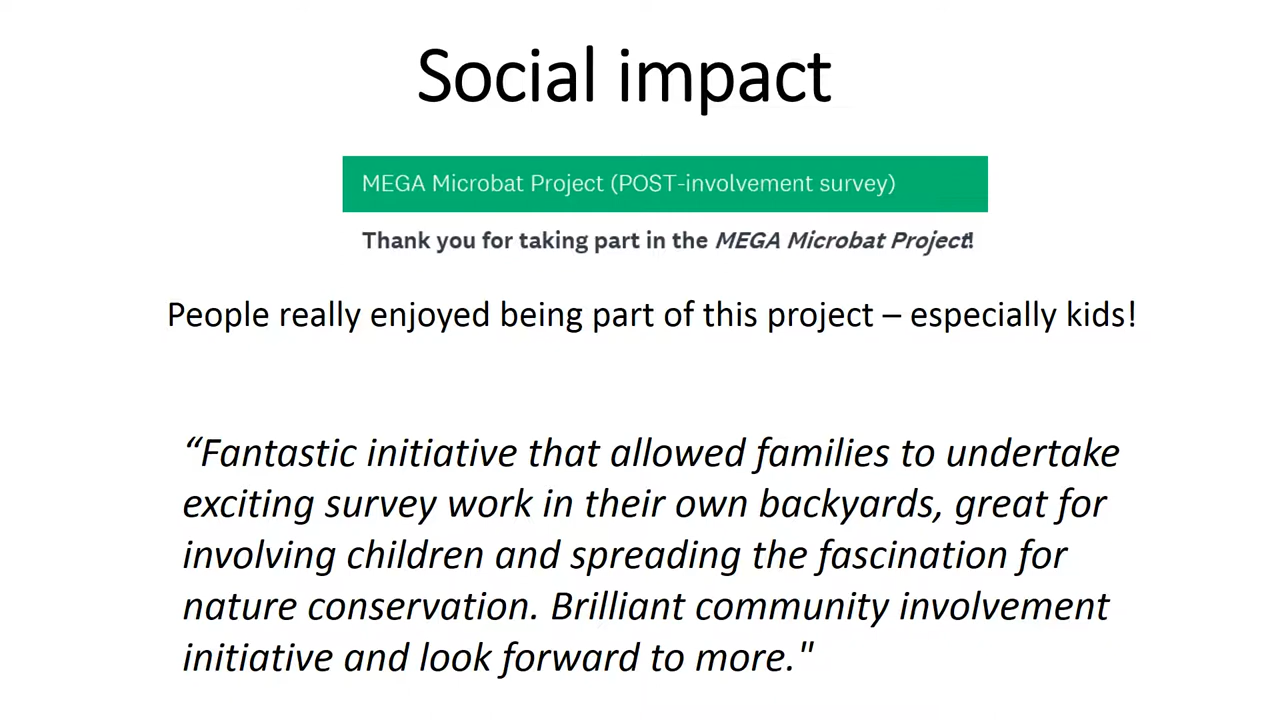 Social impact
MEGA Microbat Project (POST-involvement survey)
Thank you for taking part in the MEGA Microbat Project!
People really enjoyed being part of this project – especially kids!
“Fantastic initiative that allowed families to undertake
exciting survey work in their own backyards, great for
involving children and spreading the fascination for
nature conservation. Brilliant community involvement
initiative and look forward to more."